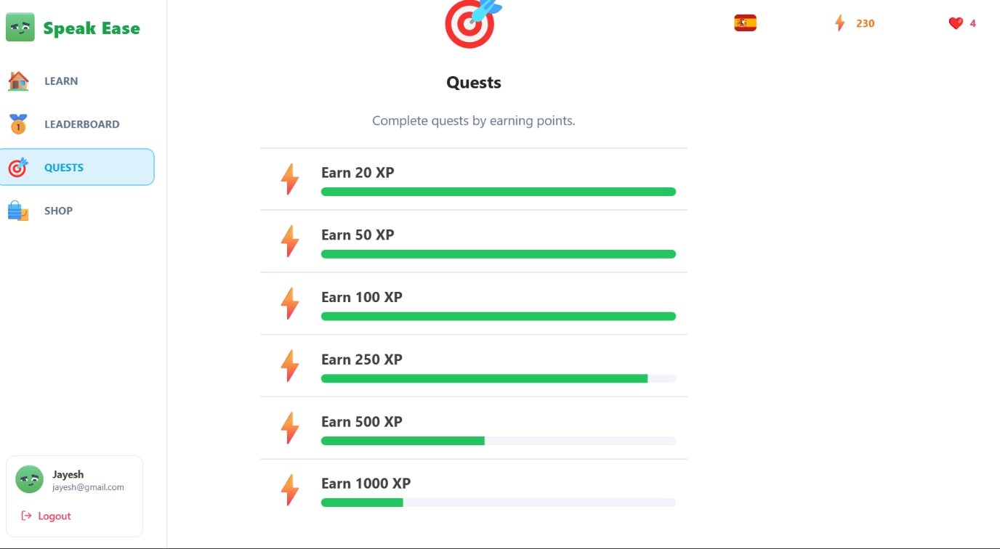 Speak Ease
LEARN
1
LEADERBOARD
QUESTS
SHOP
Jayesh
jayesh@gmail.com
Logout
Quests
Complete quests by earning points.
Earn 20 XP
Earn 50 XP
Earn 100 XP
Earn 250 XP
Earn 500 XP
Earn 1000 XP
230
4